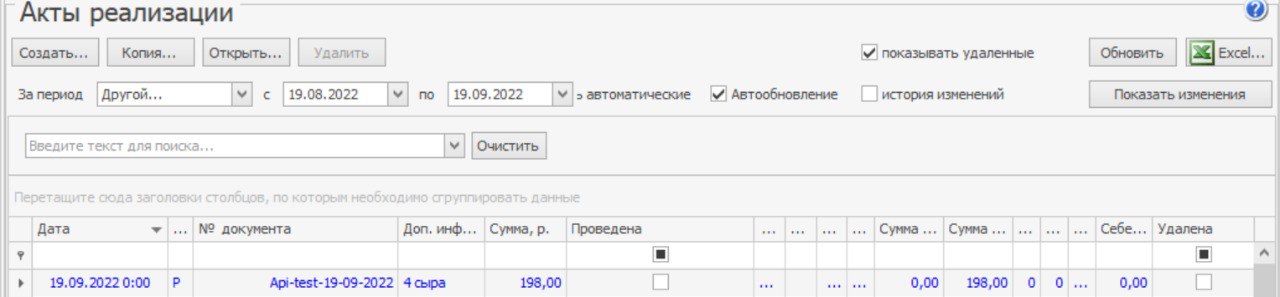 Акты реализации
Создать... Копия... Открыть... Удалить показывать удаленные Обновить Excel...
За период Другой... с 19.08.2022 по 19.09.2022 ь автоматические Автообновление история изменений Показать изменения
Введите текст для поиска... Очистить
Перетащите сюда заголовки столбцов, по которым необходимо сгруппировать данные
Дата ... № документа Доп. инф... Сумма, р. Проведена ... ... ... ... Сумма ... Сумма ... ... ... ... Себе... Удалена
19.09.2022 0:00 Р Api-test-19-09-2022 4 сыра 198,00 ... ... ... 0,00 198,00 0 0 ... 0,00